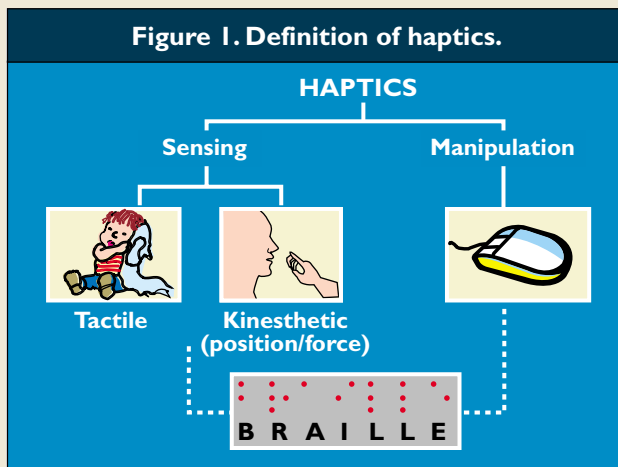 Figure 1. Definition of haptics.
HAPTICS
Sensing Manipulation
Tactile Kinesthetic
(position/force)
B R A I L L E